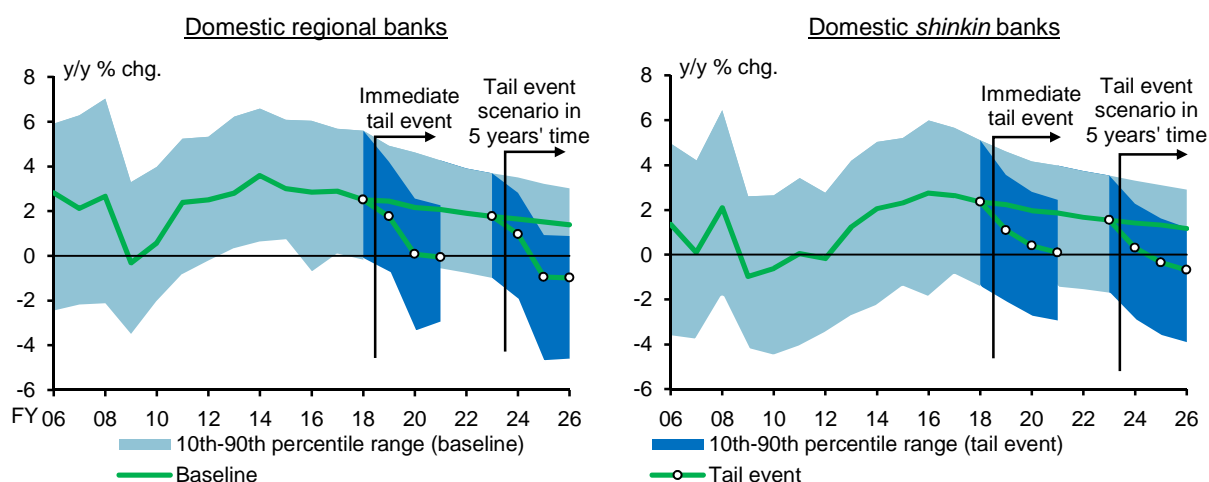 Domestic regional banks
y/y % chg.
Immediate
tail event
Tail event
scenario in
5 years' time
8
6
4
2
0
-2
-4
-6
FY
06 08 10 12 14 16 18 20 22 24 26
Domestic shinkin banks
y/y % chg.
Immediate
tail event
Tail event
scenario in
5 years' time
8
6
4
2
0
-2
-4
-6
06 08 10 12 14 16 18 20 22 24 26
10th-90th percentile range (baseline)
10th-90th percentile range (tail event)
Baseline
Tail event